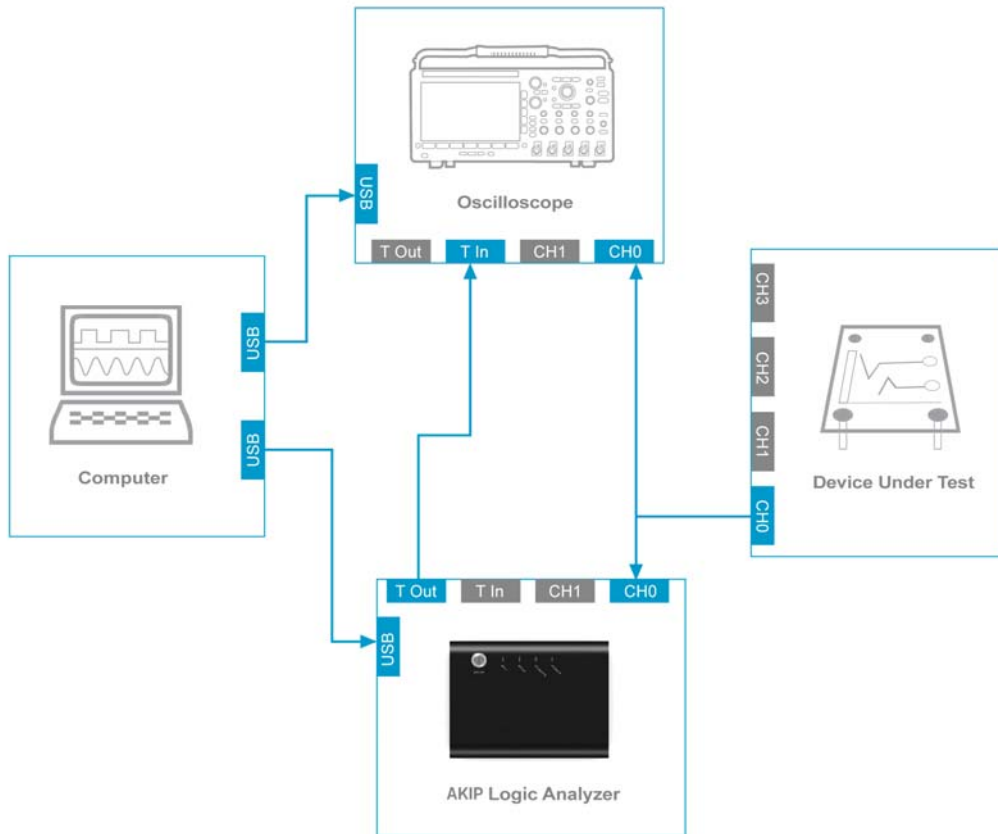 Oscilloscope
USB
T Out
T In
CH1
CH0
USB
USB
Computer
CH3
CH2
CH1
CH0
Device Under Test
T Out
T In
CH1
CH0
USB
AKIP Logic Analyzer